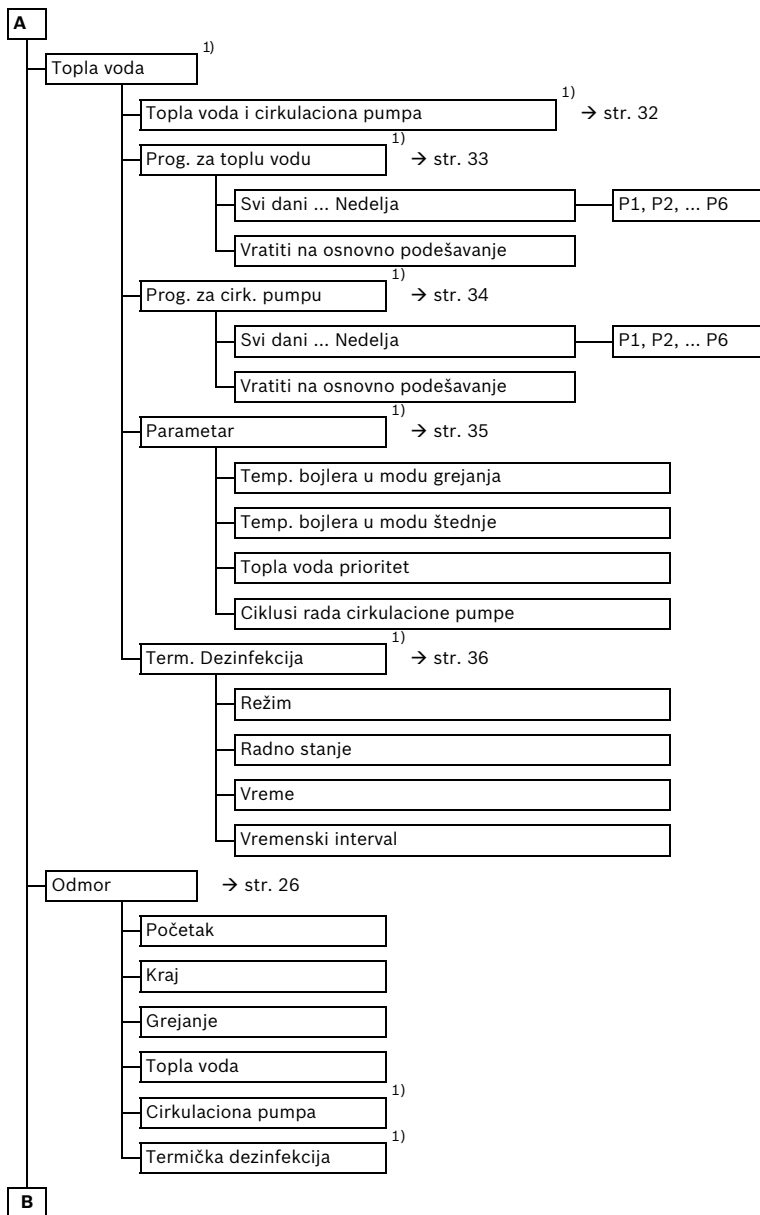 A
Topla voda 1)
Topla voda i cirkulaciona pumpa 1) → str. 32
Prog. za toplu vodu 1) → str. 33
Svi dani ... Nedelja P1, P2, ... P6
Vratiti na osnovno podešavanje
Prog. za cirk. pumpu 1) → str. 34
Svi dani ... Nedelja P1, P2, ... P6
Vratiti na osnovno podešavanje
Parametar 1) → str. 35
Temp. bojlera u modu grejanja
Temp. bojlera u modu štednje
Topla voda prioritet
Ciklusi rada cirkulacione pumpe
Term. Dezinfekcija 1) → str. 36
Režim
Radno stanje
Vreme
Vremenski interval
Odmor → str. 26
Početak
Kraj
Grejanje
Topla voda
Cirkulaciona pumpa 1)
Termička dezinfekcija 1)
B